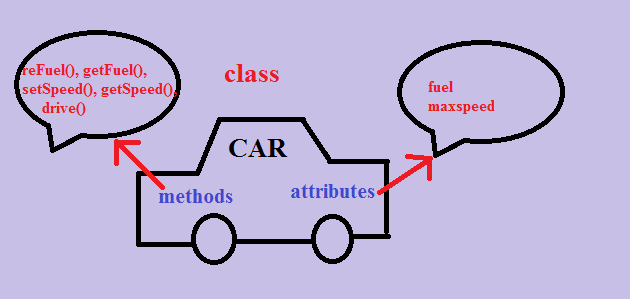 reFuel(), getFuel(),
setSpeed(), getSpeed(),
drive()
class
fuel
maxspeed
CAR
methods
attributes